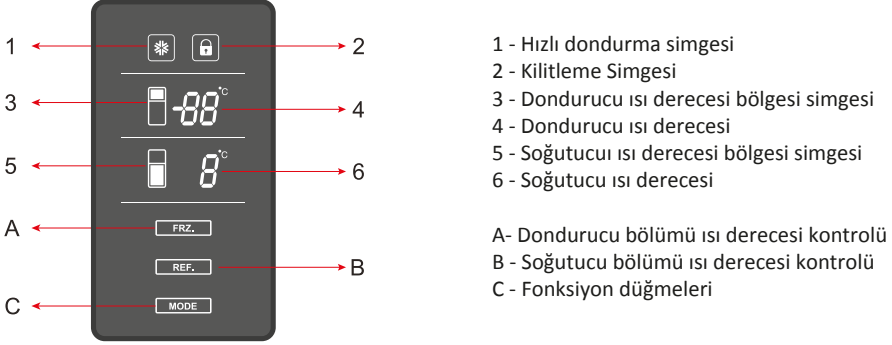 1
2
3
-88°C
4
5
8°C
6
A
FRZ.
REF.
B
C
MODE
1 - Hızlı dondurma simgesi
2 - Kilitleme Simgesi
3 - Dondurucu ısı derecesi bölgesi simgesi
4 - Dondurucu ısı derecesi
5 - Soğutucuı ısı derecesi bölgesi simgesi
6 - Soğutucu ısı derecesi
A- Dondurucu bölümü ısı derecesi kontrolü
B - Soğutucu bölümü ısı derecesi kontrolü
C - Fonksiyon düğmeleri